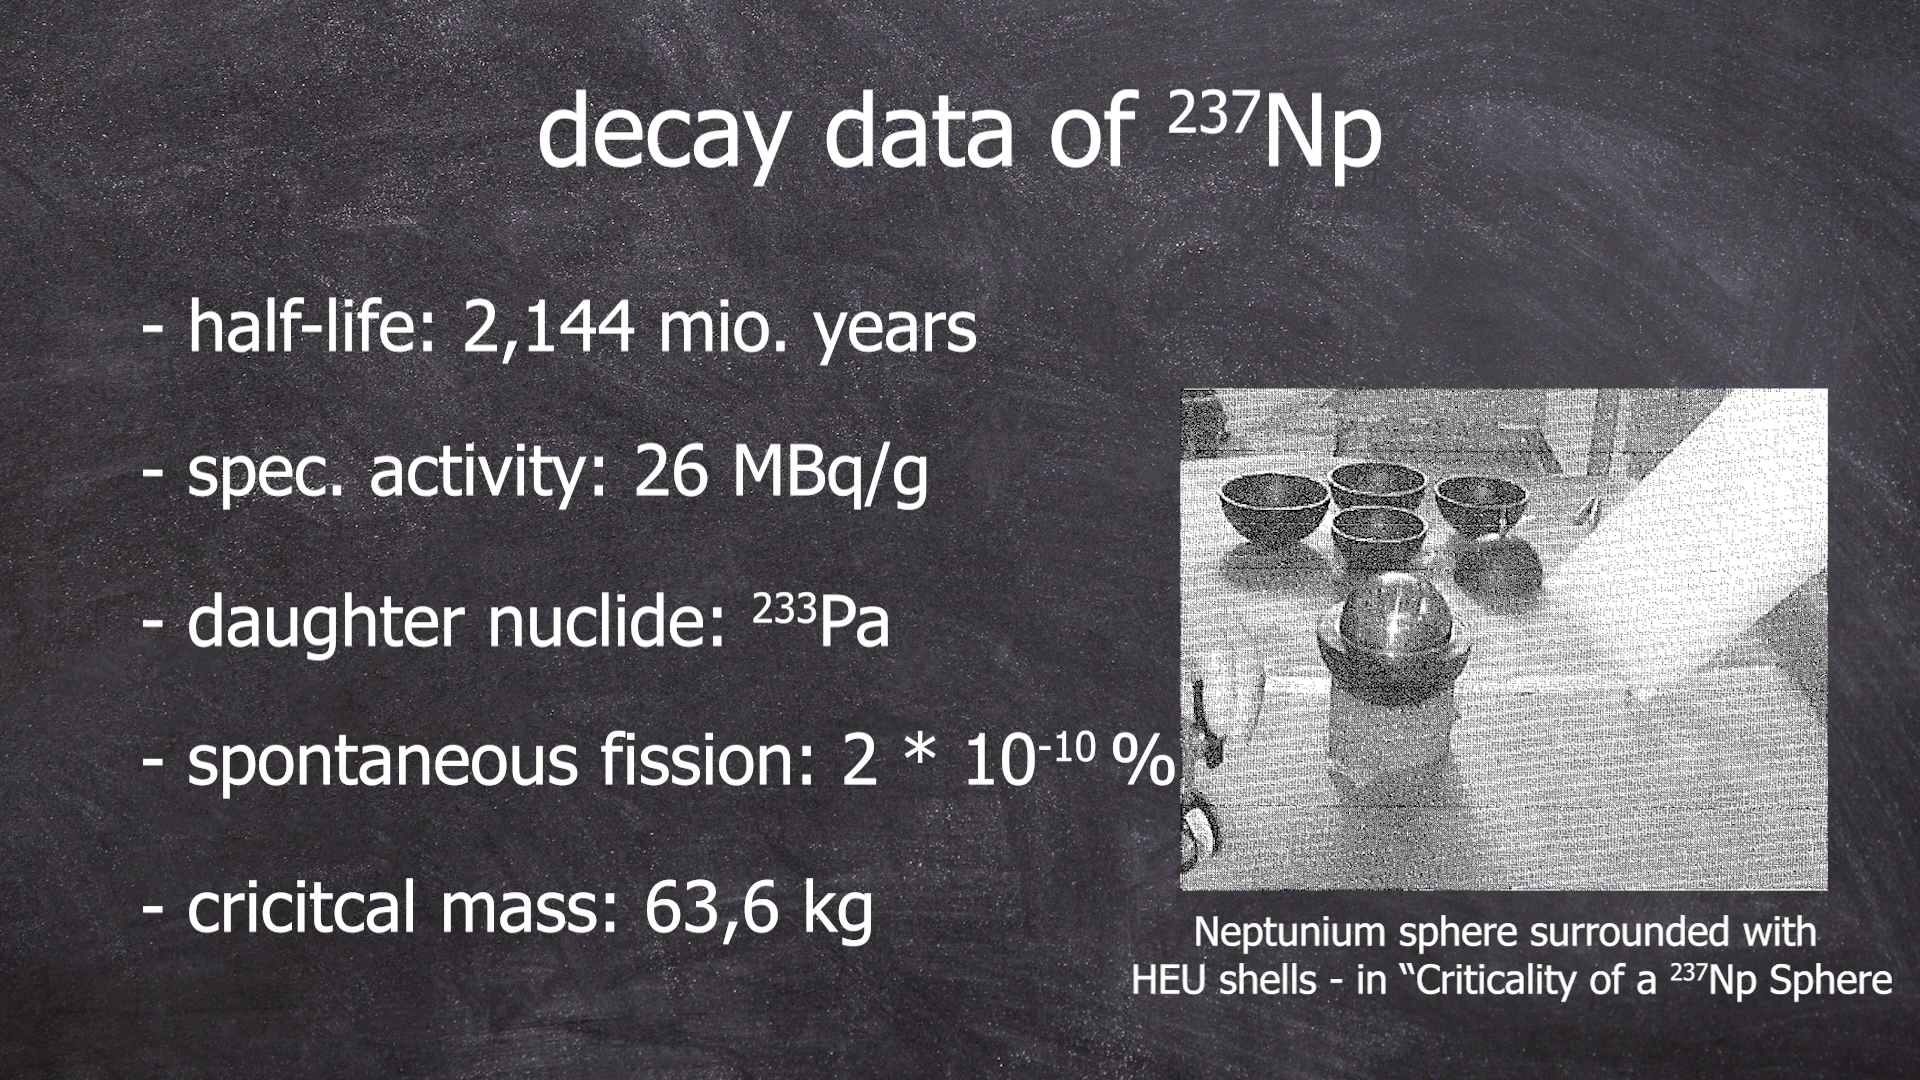 decay data of ²³⁷Np
- half-life: 2,144 mio. years
- spec. activity: 26 MBq/g
- daughter nuclide: ²³³Pa
- spontaneous fission: 2 * 10⁻¹⁰ %
- cricitcal mass: 63,6 kg
Neptunium sphere surrounded with
HEU shells - in “Criticality of a ²³⁷Np Sphere